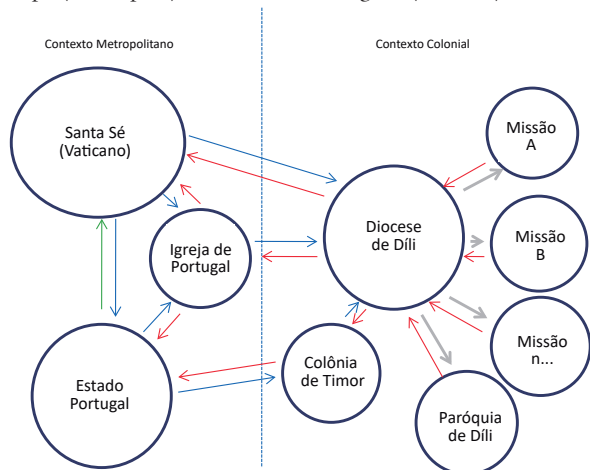 Contexto Metropolitano
Contexto Colonial
Santa Sé
(Vaticano)
Missão
A
Diocese
de Díli
Igreja de
Portugal
Missão
B
Missão
n...
Colônia
de Timor
Estado
Portugal
Paróquia
de Díli